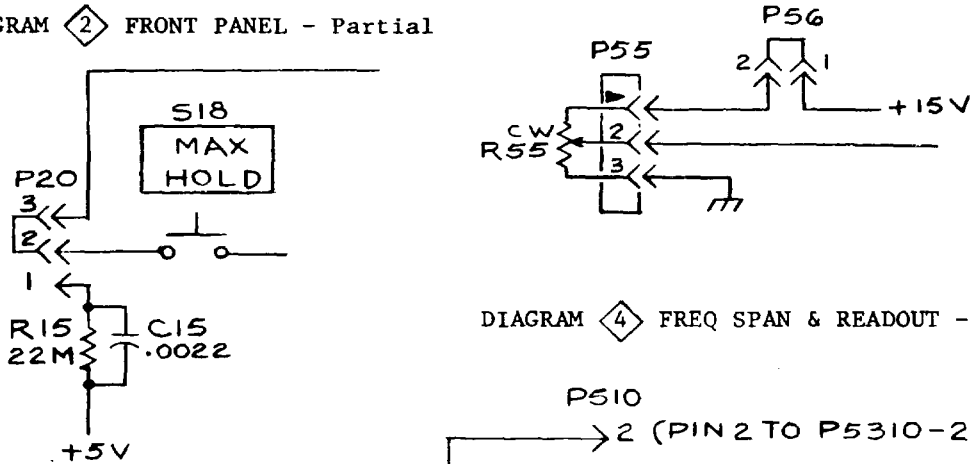 GRAM 2 FRONT PANEL - Partial
S18
MAX
HOLD
P20
3
2
1
R15
22M
C15
.0022
+5V
P56
P55
2
1
+15V
CW
R55
2
3
DIAGRAM 4 FREQ SPAN & READOUT -
P510
2 (PIN 2 TO P5310-2